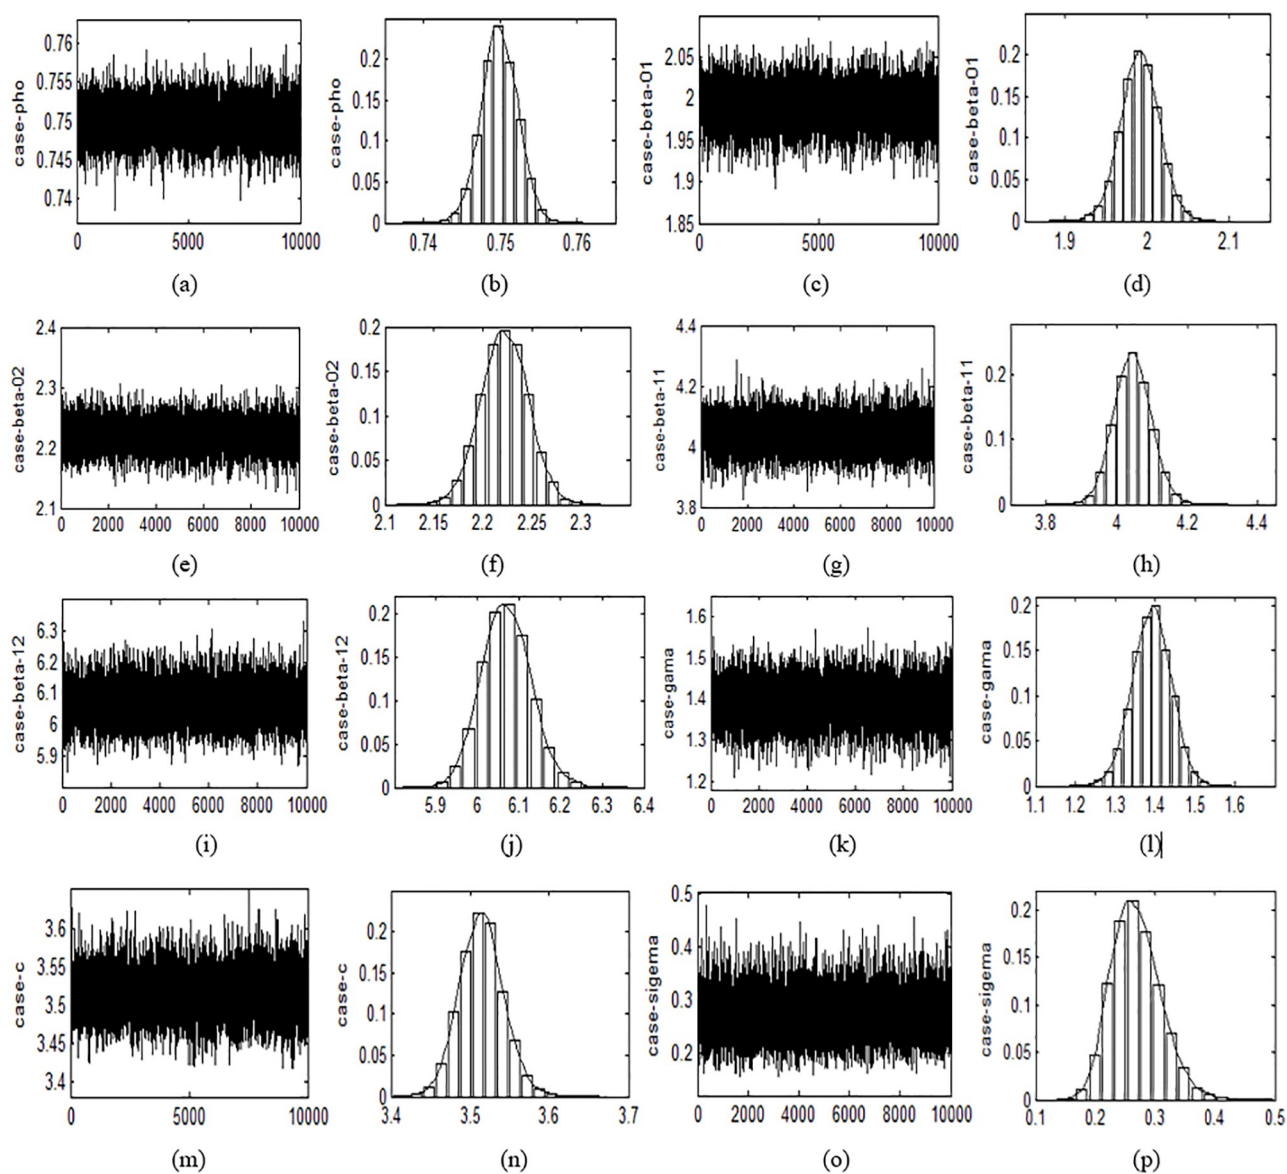 case-pho
0.76
0.755
0.75
0.745
0.74
0 5000 10000
(a)
case-pho
0.2
0.15
0.1
0.05
0
0.74 0.75 0.76
(b)
case-beta-01
2.05
2
1.95
1.9
1.85
0 5000 10000
(c)
case-beta-01
0.2
0.15
0.1
0.05
0
1.9 2 2.1
(d)
case-beta-02
2.4
2.3
2.2
2.1
0 2000 4000 6000 8000 10000
(e)
case-beta-02
0.2
0.15
0.1
0.05
0
2.1 2.15 2.2 2.25 2.3
(f)
case-beta-11
4.4
4.2
4
3.8
0 2000 4000 6000 8000 10000
(g)
case-beta-11
0.2
0.1
0
3.8 4 4.2 4.4
(h)
case-beta-12
6.3
6.2
6.1
6
5.9
0 2000 4000 6000 8000 10000
(i)
case-beta-12
0.2
0.15
0.1
0.05
0
5.9 6 6.1 6.2 6.3 6.4
(j)
case-gama
1.6
1.5
1.4
1.3
1.2
0 2000 4000 6000 8000 10000
(k)
case-gama
0.2
0.15
0.1
0.05
0
1.1 1.2 1.3 1.4 1.5 1.6
(l)
case-c
3.6
3.55
3.5
3.45
3.4
0 5000 10000
(m)
case-c
0.2
0.15
0.1
0.05
0
3.4 3.5 3.6 3.7
(n)
case-sigema
0.5
0.4
0.3
0.2
0 2000 4000 6000 8000 10000
(o)
case-sigema
0.2
0.15
0.1
0.05
0
0.1 0.2 0.3 0.4 0.5
(p)